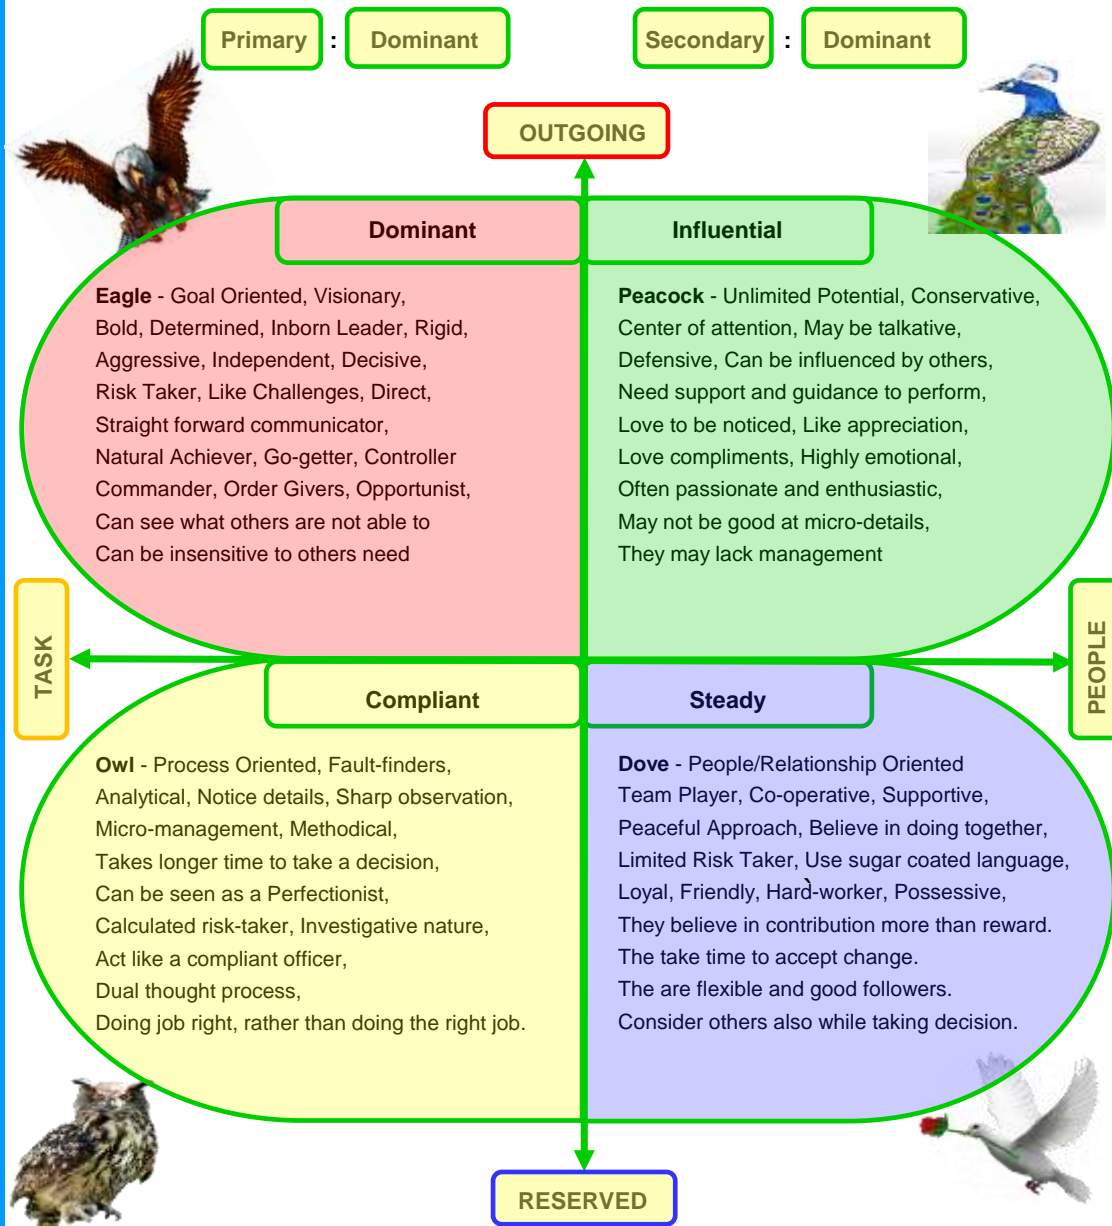 Primary : Dominant
Secondary : Dominant
OUTGOING
Dominant
Influential
Eagle - Goal Oriented, Visionary,
Bold, Determined, Inborn Leader, Rigid,
Aggressive, Independent, Decisive,
Risk Taker, Like Challenges, Direct,
Straight forward communicator,
Natural Achiever, Go-getter, Controller
Commander, Order Givers, Opportunist,
Can see what others are not able to
Can be insensitive to others need
Peacock - Unlimited Potential, Conservative,
Center of attention, May be talkative,
Defensive, Can be influenced by others,
Need support and guidance to perform,
Love to be noticed, Like appreciation,
Love compliments, Highly emotional,
Often passionate and enthusiastic,
May not be good at micro-details,
They may lack management
TASK
PEOPLE
Compliant
Steady
Owl - Process Oriented, Fault-finders,
Analytical, Notice details, Sharp observation,
Micro-management, Methodical,
Takes longer time to take a decision,
Can be seen as a Perfectionist,
Calculated risk-taker, Investigative nature,
Act like a compliant officer,
Dual thought process,
Doing job right, rather than doing the right job.
Dove - People/Relationship Oriented
Team Player, Co-operative, Supportive,
Peaceful Approach, Believe in doing together,
Limited Risk Taker, Use sugar coated language,
Loyal, Friendly, Hard-worker, Possessive,
They believe in contribution more than reward.
The take time to accept change.
The are flexible and good followers.
Consider others also while taking decision.
RESERVED